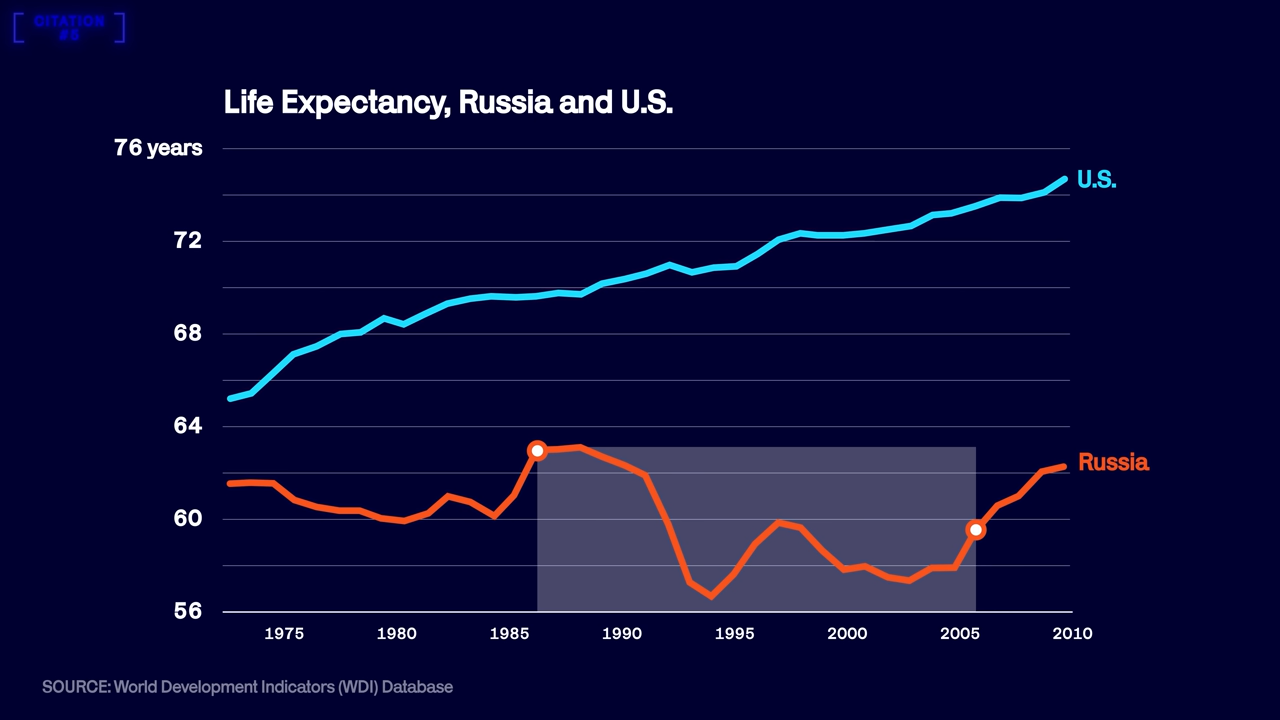 CITATION
#8
Life Expectancy, Russia and U.S.
76 years
U.S.
72
68
64
Russia
60
56
1975 1980 1985 1990 1995 2000 2005 2010
SOURCE: World Development Indicators (WDI) Database